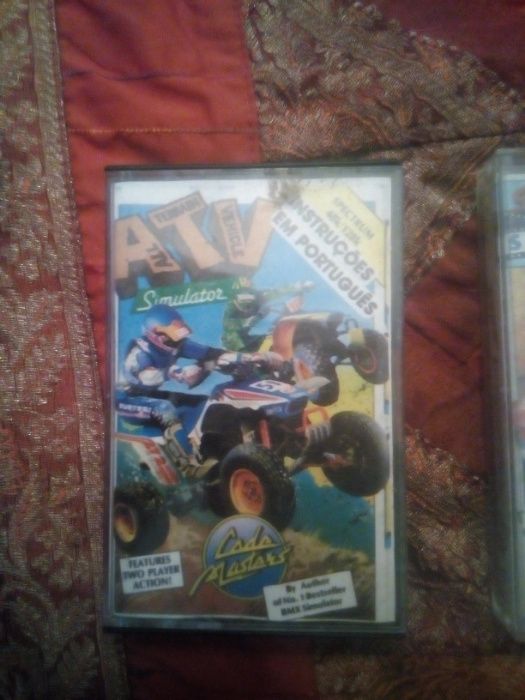 ALL
TERRAIN
VEHICLE
ATV
Simulator
SPECTRUM
48K/128K
INSTRUÇÕES
EM PORTUGUÊS
Code
Masters
FEATURES
TWO PLAYER
ACTION!
By Author
of No. 1 Bestseller
BMX Simulator